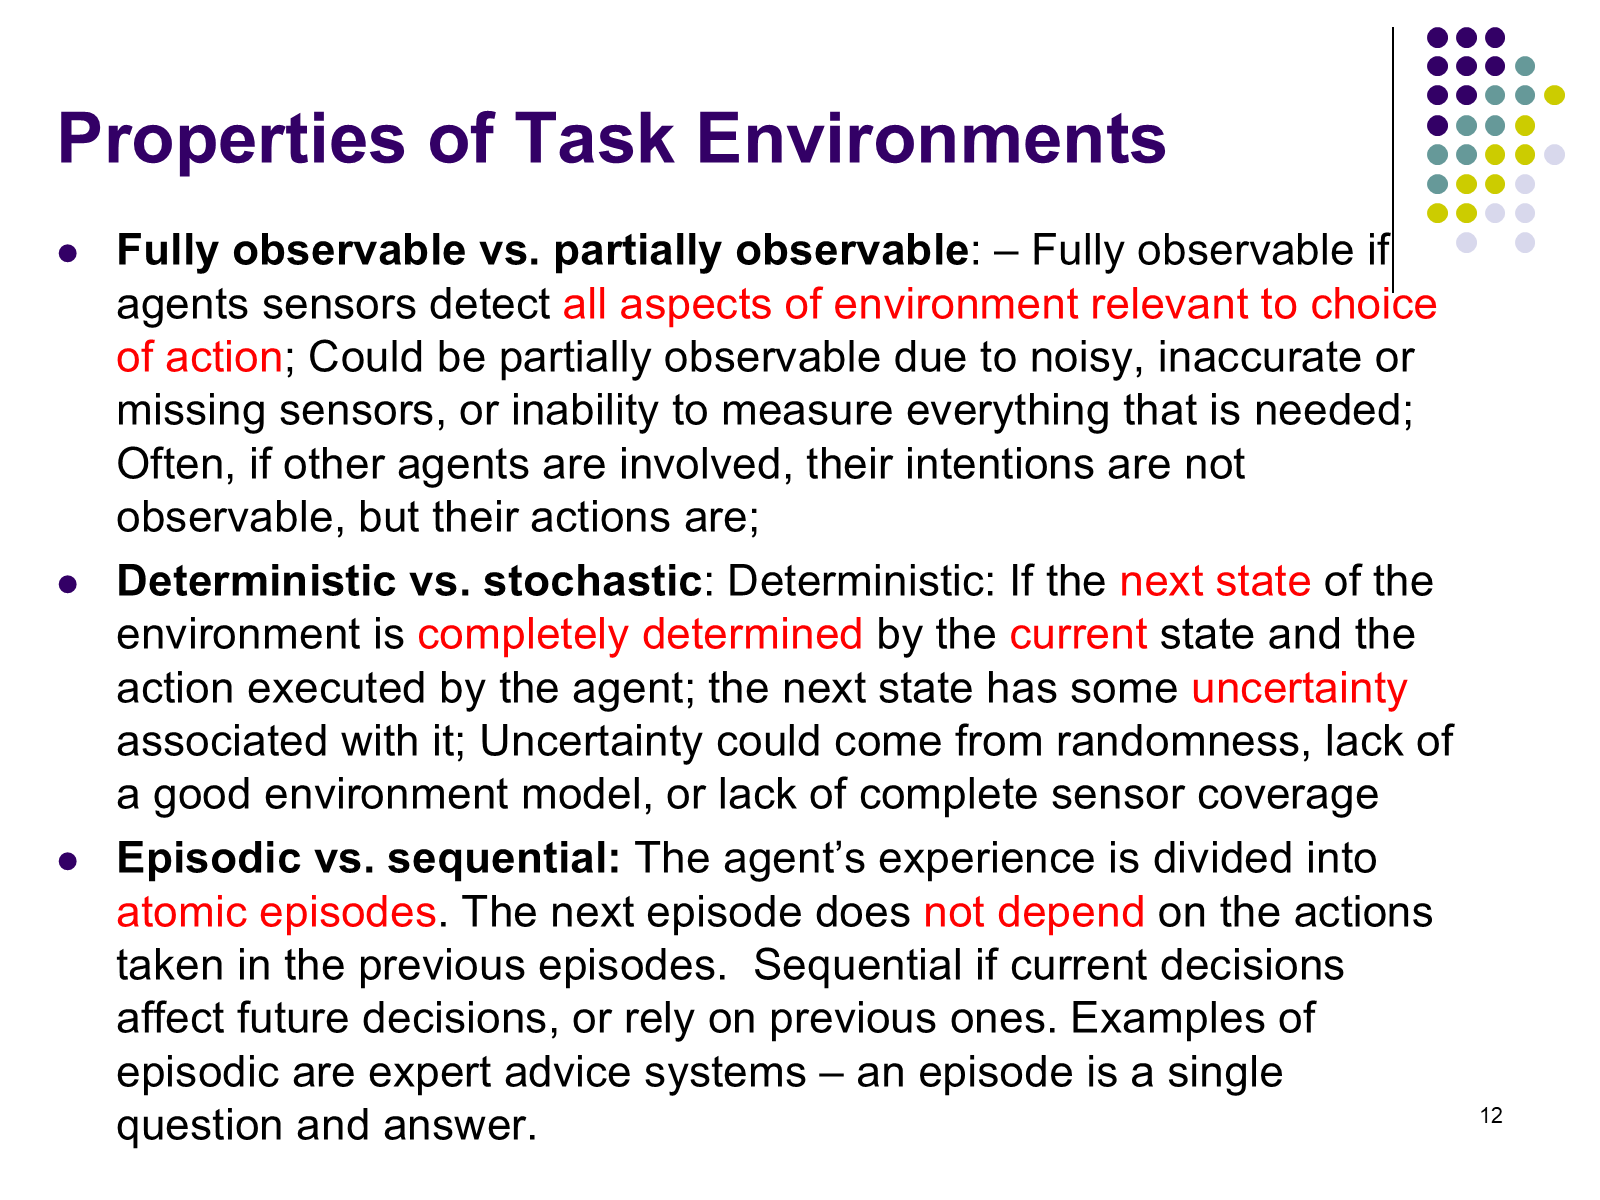 Properties of Task Environments
Fully observable vs. partially observable: – Fully observable if
agents sensors detect all aspects of environment relevant to choice
of action; Could be partially observable due to noisy, inaccurate or
missing sensors, or inability to measure everything that is needed;
Often, if other agents are involved, their intentions are not
observable, but their actions are;
Deterministic vs. stochastic: Deterministic: If the next state of the
environment is completely determined by the current state and the
action executed by the agent; the next state has some uncertainty
associated with it; Uncertainty could come from randomness, lack of
a good environment model, or lack of complete sensor coverage
Episodic vs. sequential: The agent’s experience is divided into
atomic episodes. The next episode does not depend on the actions
taken in the previous episodes.  Sequential if current decisions
affect future decisions, or rely on previous ones. Examples of
episodic are expert advice systems – an episode is a single
question and answer.
12